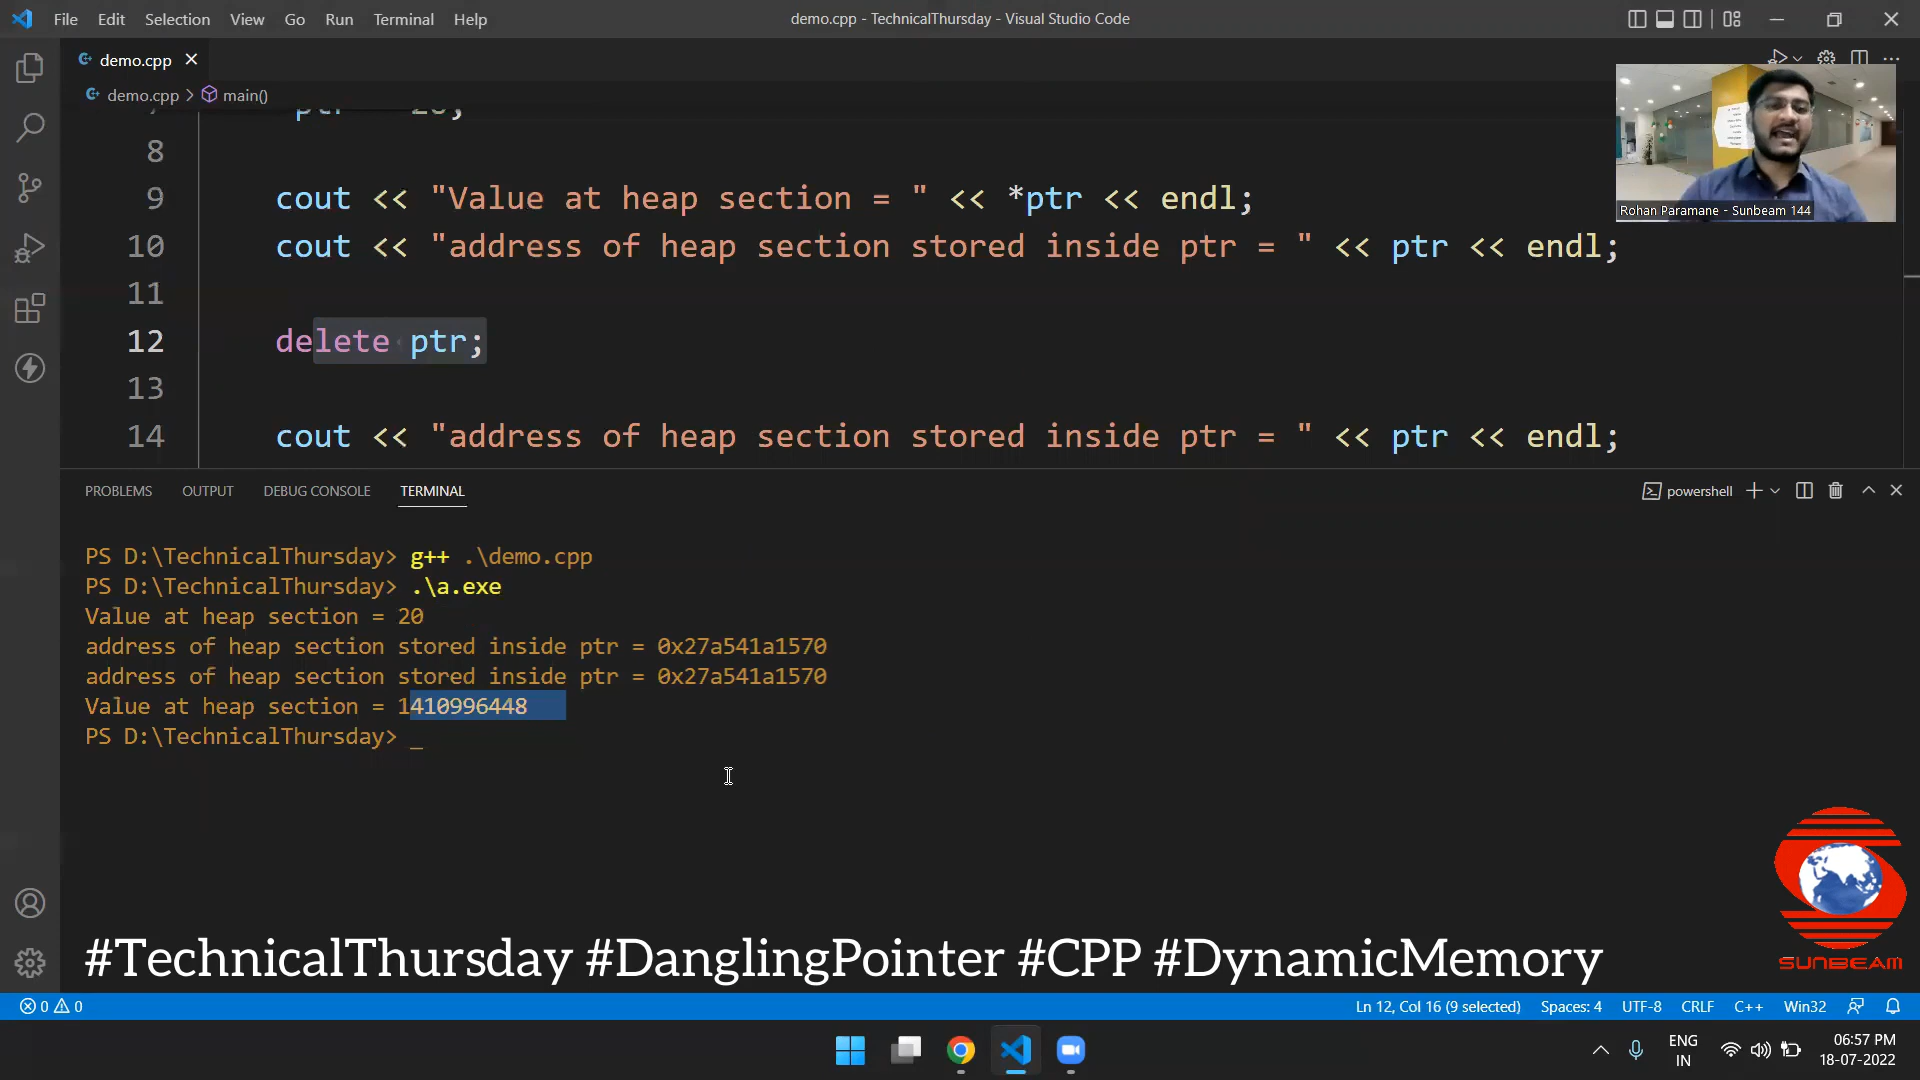 File Edit Selection View Go Run Terminal Help
demo.cpp - TechnicalThursday - Visual Studio Code
demo.cpp
demo.cpp > main()
8
9 cout << "Value at heap section = " << *ptr << endl;
10 cout << "address of heap section stored inside ptr = " << ptr << endl;
11
12 delete ptr;
13
14 cout << "address of heap section stored inside ptr = " << ptr << endl;
Rohan Paramane - Sunbeam 144
PROBLEMS OUTPUT DEBUG CONSOLE TERMINAL
powershell
PS D:\TechnicalThursday> g++ .\demo.cpp
PS D:\TechnicalThursday> .\a.exe
Value at heap section = 20
address of heap section stored inside ptr = 0x27a541a1570
address of heap section stored inside ptr = 0x27a541a1570
Value at heap section = 1410996448
PS D:\TechnicalThursday> _
SUNBEAM
#TechnicalThursday #DanglingPointer #CPP #DynamicMemory
0 0
Ln 12, Col 16 (9 selected) Spaces: 4 UTF-8 CRLF C++ Win32
ENG
IN
06:57 PM
18-07-2022